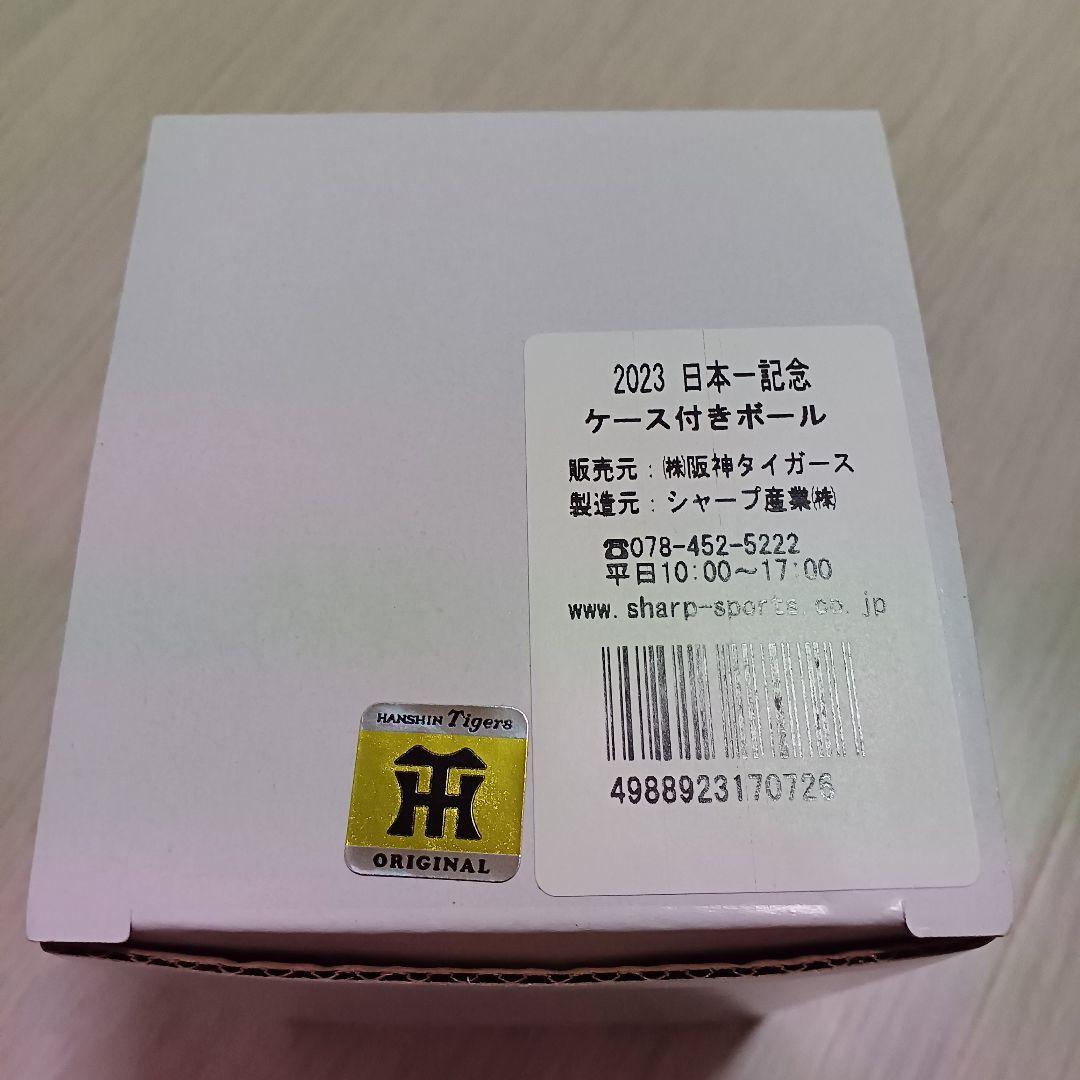 2023 日本一記念
ケース付きボール
販売元：㈱阪神タイガース
製造元：シャープ産業㈱
☎078-452-5222
平日10:00～17:00
www.sharp-sports.co.jp
4988923170726
HANSHIN Tigers
HT
ORIGINAL